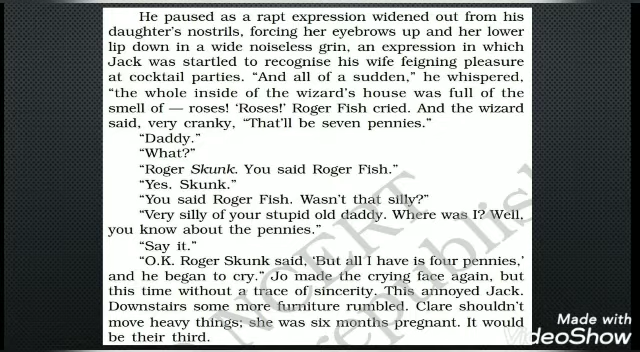 He paused as a rapt expression widened out from his
daughter's nostrils, forcing her eyebrows up and her lower
lip down in a wide noiseless grin, an expression in which
Jack was startled to recognise his wife feigning pleasure
at cocktail parties. “And all of a sudden,” he whispered,
“the whole inside of the wizard's house was full of the
smell of — roses! ‘Roses!’ Roger Fish cried. And the wizard
said, very cranky, “That'll be seven pennies.”
“Daddy.”
“What?”
“Roger Skunk. You said Roger Fish.”
“Yes. Skunk.”
“You said Roger Fish. Wasn't that silly?”
“Very silly of your stupid old daddy. Where was I? Well,
you know about the pennies.”
“Say it.”
“O.K. Roger Skunk said, ‘But all I have is four pennies,’
and he began to cry.” Jo made the crying face again, but
this time without a trace of sincerity. This annoyed Jack.
Downstairs some more furniture rumbled. Clare shouldn't
move heavy things; she was six months pregnant. It would
be their third.
NCERT
republish
Made with
VideoShow